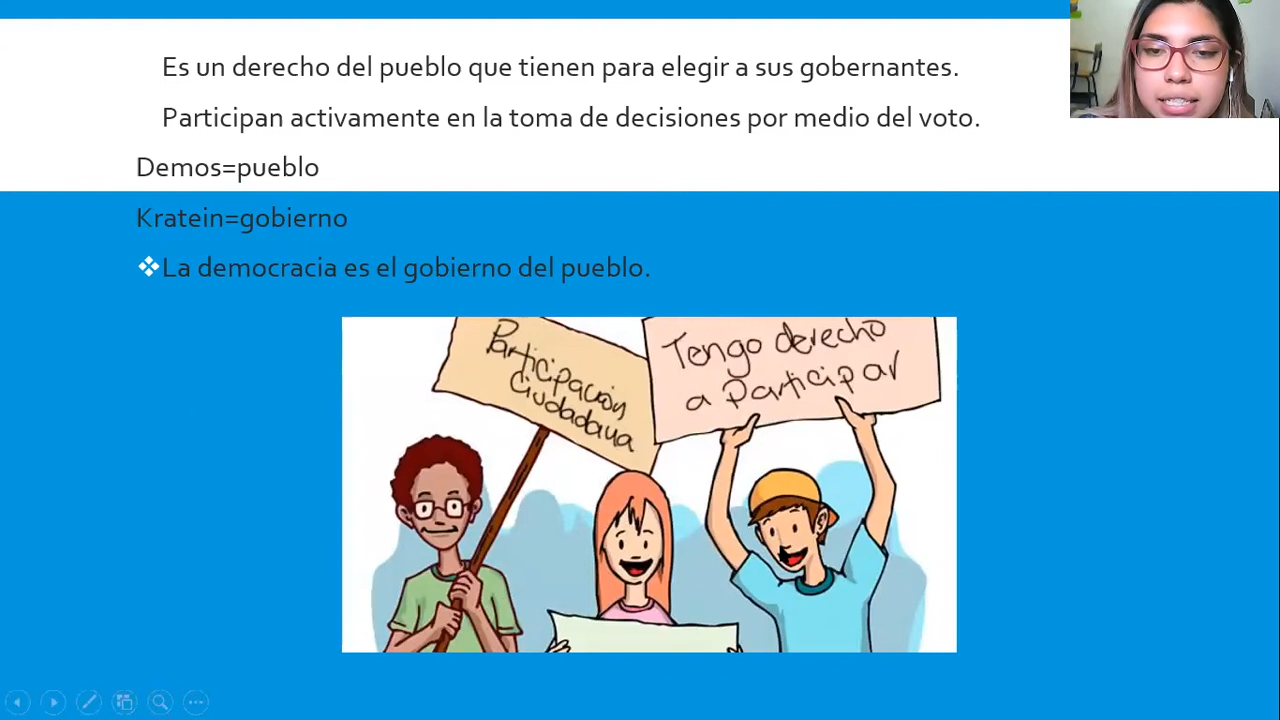 Es un derecho del pueblo que tienen para elegir a sus gobernantes.
Participan activamente en la toma de decisiones por medio del voto.
Demos=pueblo
Kratein=gobierno
La democracia es el gobierno del pueblo.
Participación
Ciudadana
Tengo derecho
a Participar